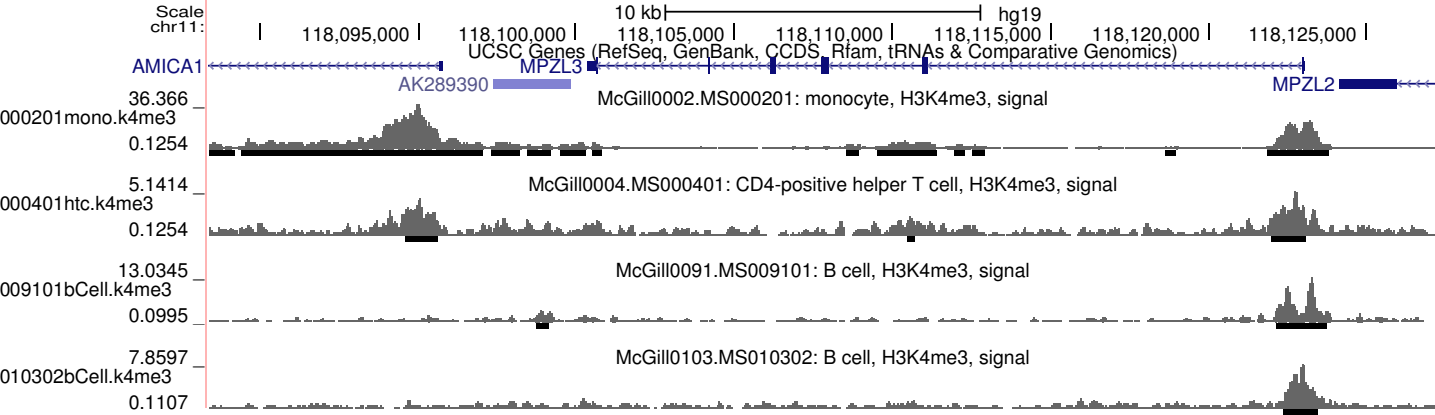 Scale 10 kb hg19
chr11: 118,095,000 118,100,000 118,105,000 118,110,000 118,115,000 118,120,000 118,125,000
UCSC Genes (RefSeq, GenBank, CCDS, Rfam, tRNAs & Comparative Genomics)
AMICA1 MPZL3
AK289390 MPZL2
McGill0002.MS000201: monocyte, H3K4me3, signal
36.366
000201mono.k4me3
0.1254
McGill0004.MS000401: CD4-positive helper T cell, H3K4me3, signal
5.1414
000401htc.k4me3
0.1254
McGill0091.MS009101: B cell, H3K4me3, signal
13.0345
009101bCell.k4me3
0.0995
McGill0103.MS010302: B cell, H3K4me3, signal
7.8597
010302bCell.k4me3
0.1107